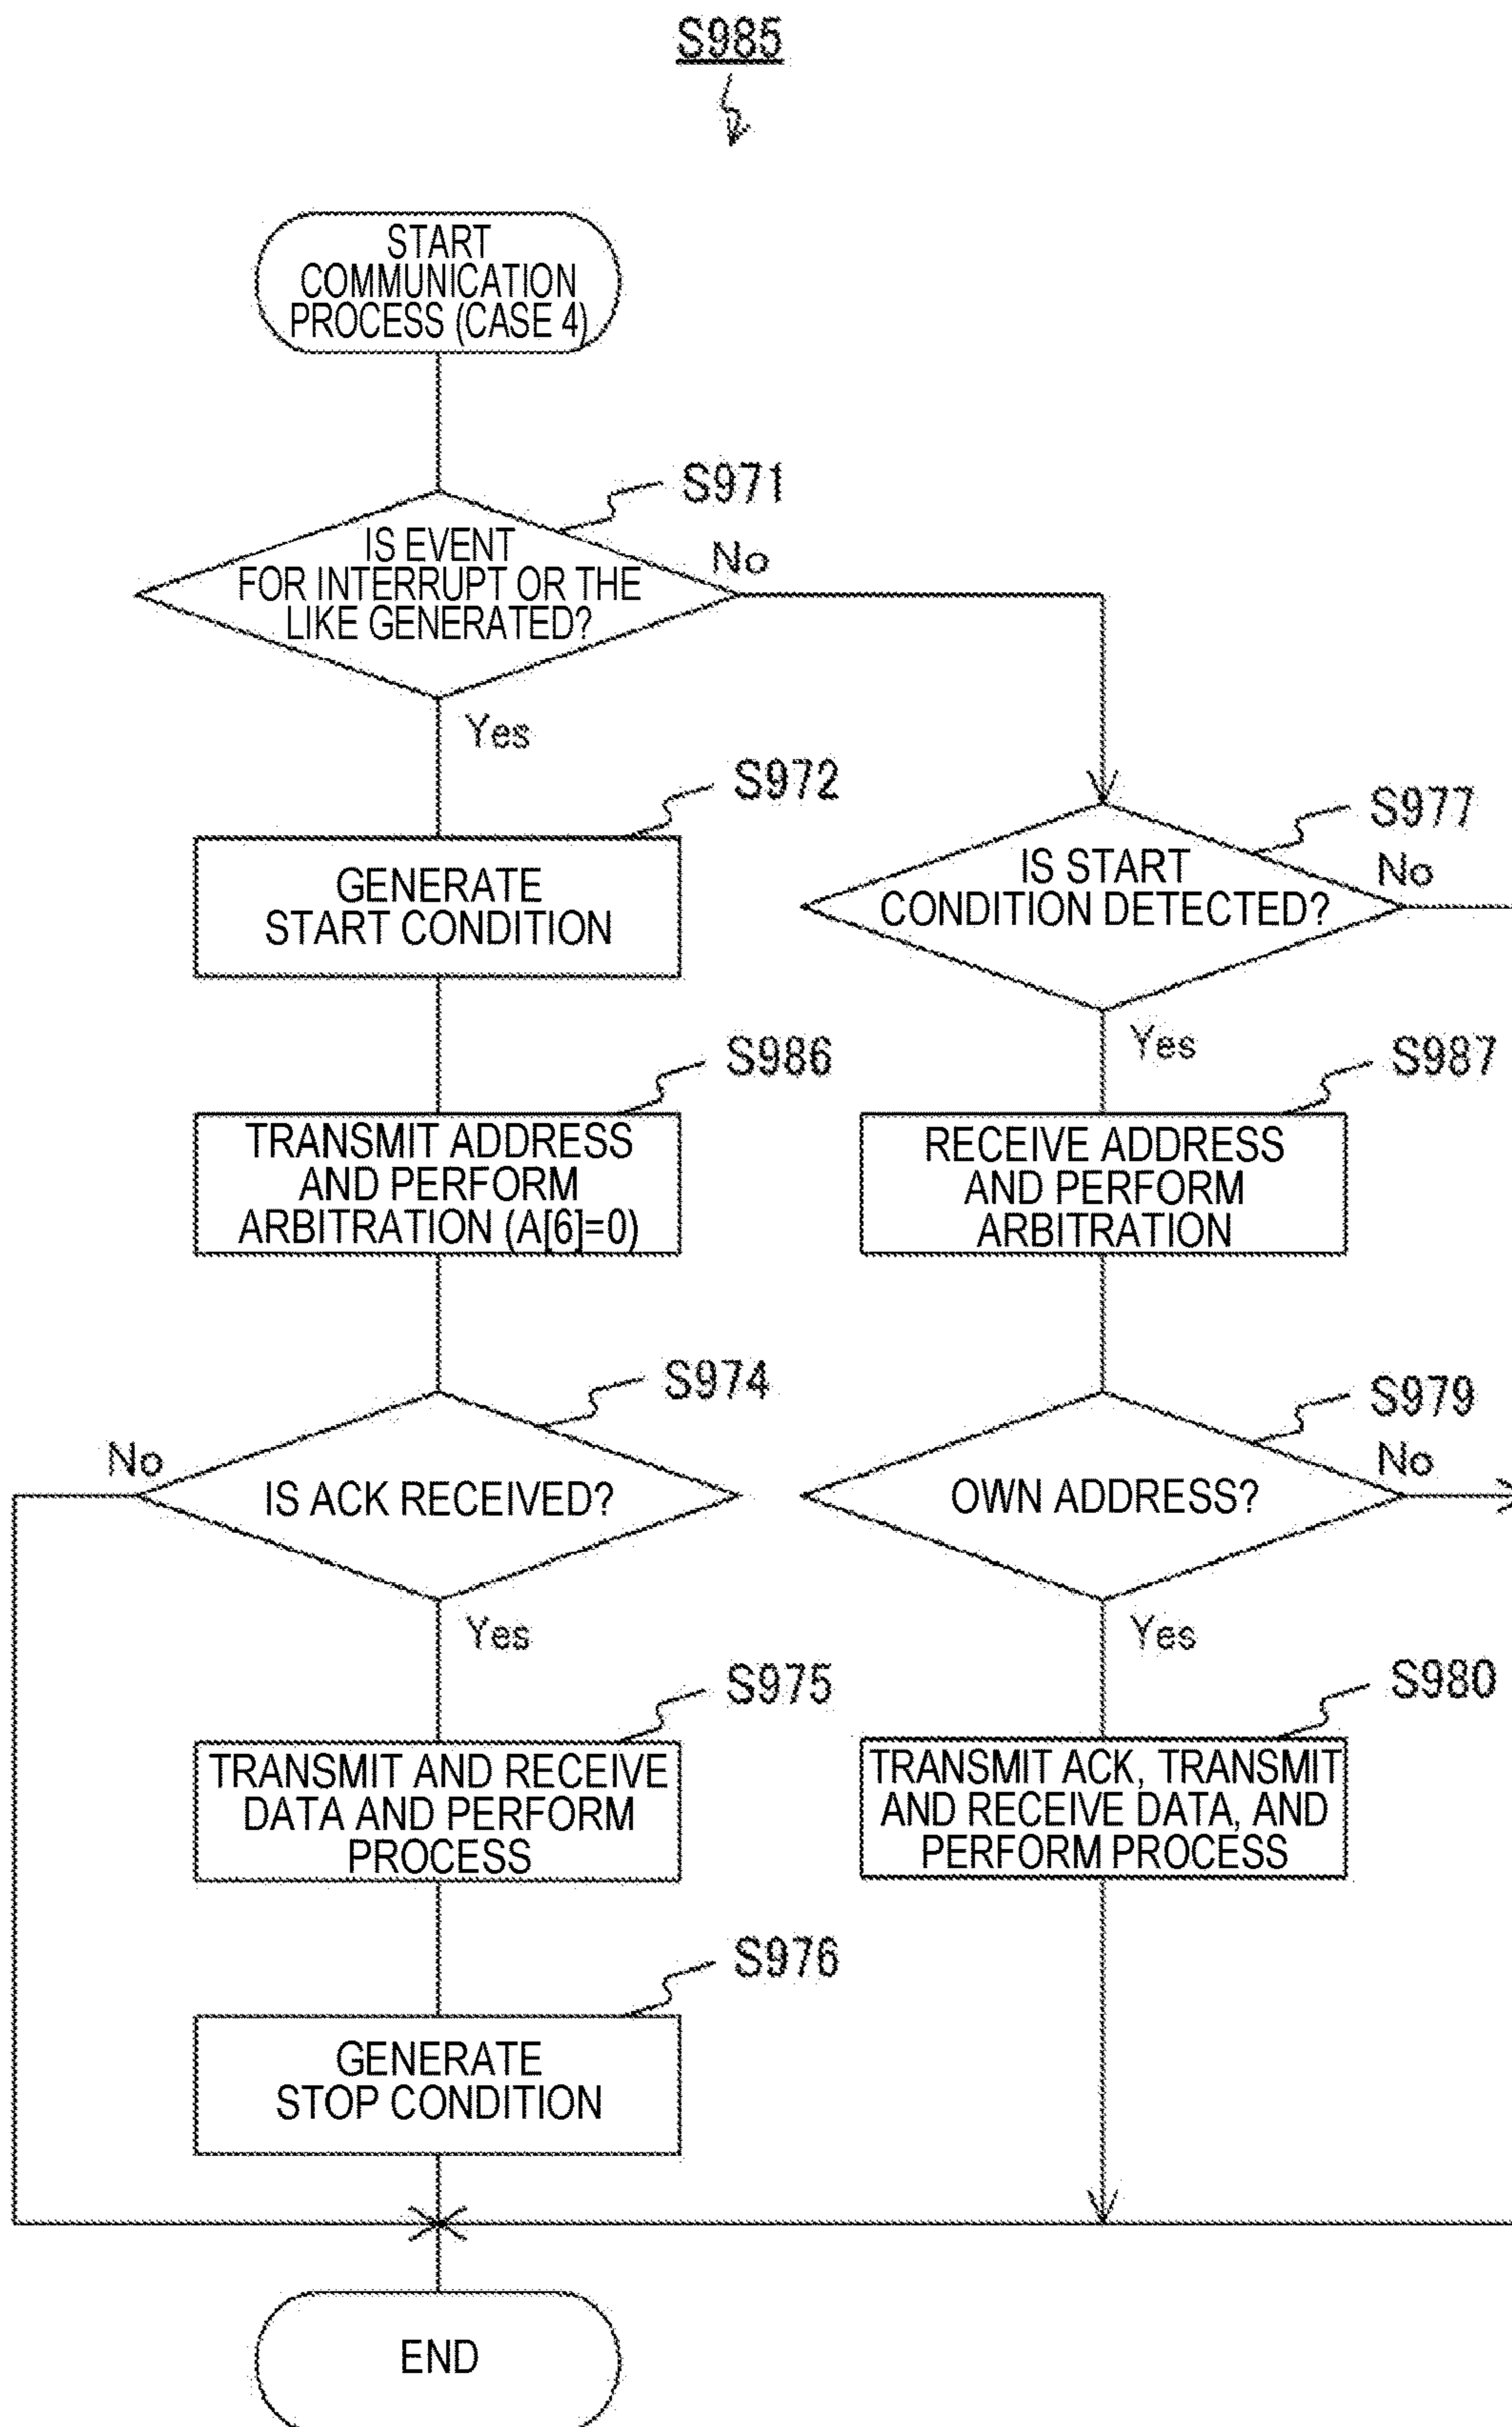 S985
START
COMMUNICATION
PROCESS (CASE 4)
S971
IS EVENT
FOR INTERRUPT OR THE
LIKE GENERATED?
No
Yes
S972
GENERATE
START CONDITION
S977
IS START
CONDITION DETECTED?
No
Yes
S986
TRANSMIT ADDRESS
AND PERFORM
ARBITRATION (A[6]=0)
S987
RECEIVE ADDRESS
AND PERFORM
ARBITRATION
S974
No
IS ACK RECEIVED?
Yes
S979
No
OWN ADDRESS?
Yes
S975
TRANSMIT AND RECEIVE
DATA AND PERFORM
PROCESS
S980
TRANSMIT ACK, TRANSMIT
AND RECEIVE DATA, AND
PERFORM PROCESS
S976
GENERATE
STOP CONDITION
END